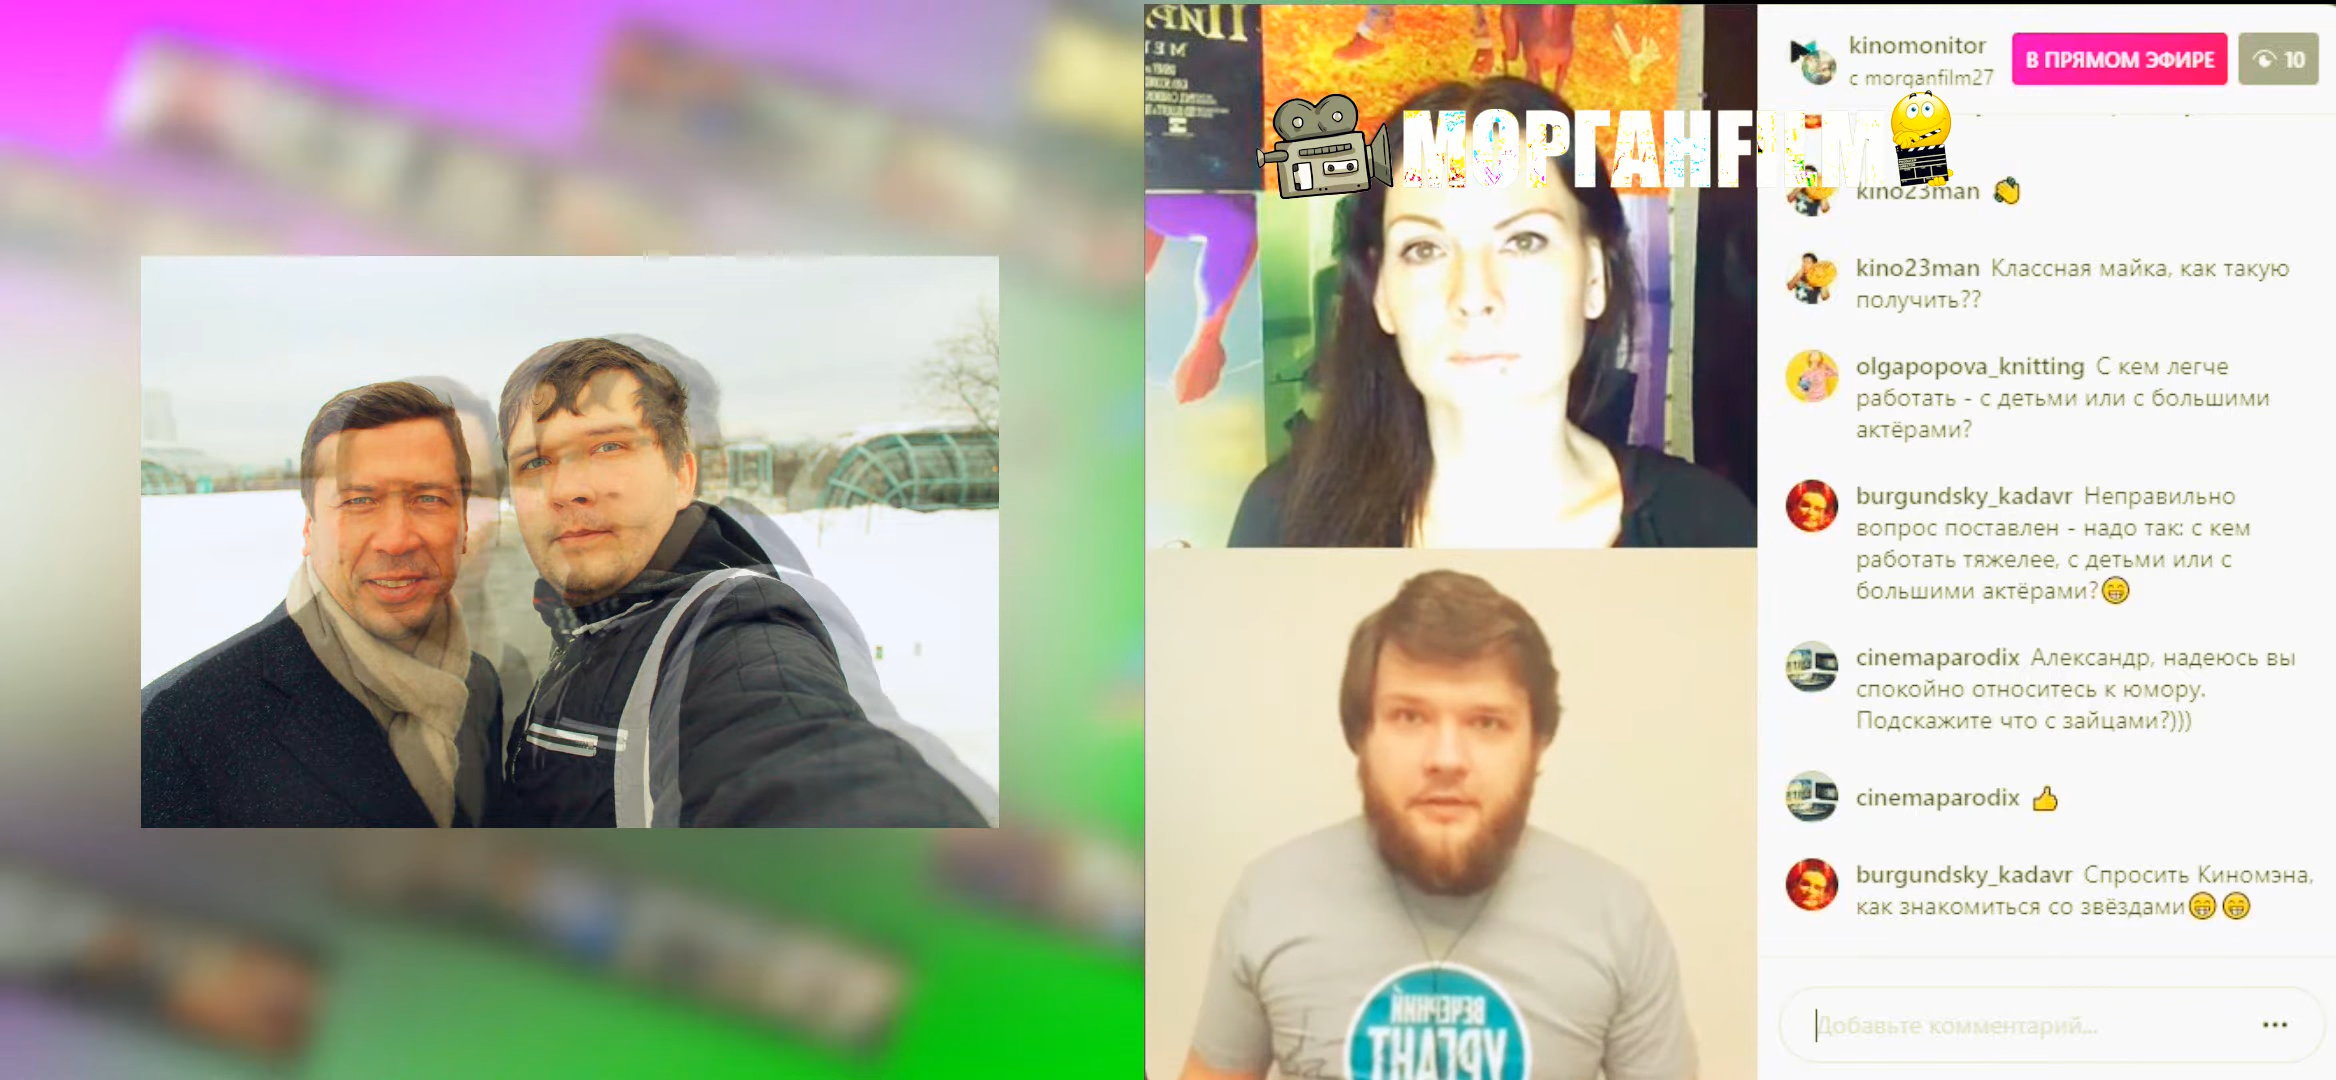 kinomonitor
с morganfilm27
В ПРЯМОМ ЭФИРЕ
10
МОРГАНFILM
kino23man 👏
kino23man Классная майка, как такую
получить??
olgapopova_knitting С кем легче
работать - с детьми или с большими
актёрами?
burgundsky_kadavr Неправильно
вопрос поставлен - надо так: с кем
работать тяжелее, с детьми или с
большими актёрами?😁
cinemaparodix Александр, надеюсь вы
спокойно относитесь к юмору.
Подскажите что с зайцами?)))
cinemaparodix 👍
burgundsky_kadavr Спросить Киномэна,
как знакомиться со звёздами😁😁
Добавьте комментарий...
ВЕЧЕРНИЙ
УРГАНТ